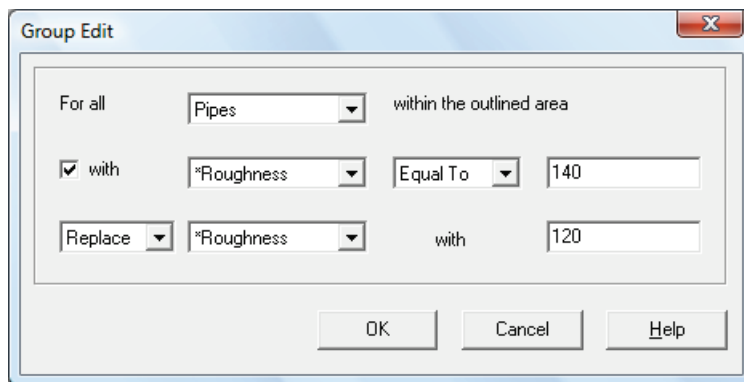 Group Edit
For all Pipes within the outlined area
with *Roughness Equal To 140
Replace *Roughness with 120
OK Cancel Help